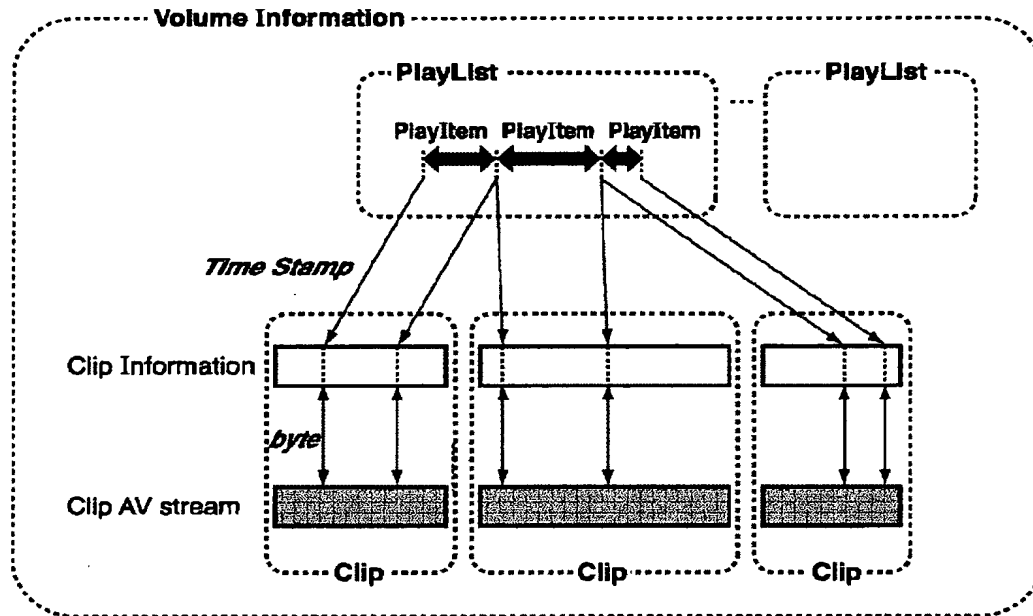 Volume Information
PlayList
PlayList
PlayItem PlayItem PlayItem
Time Stamp
Clip Information
byte
Clip AV stream
Clip
Clip
Clip